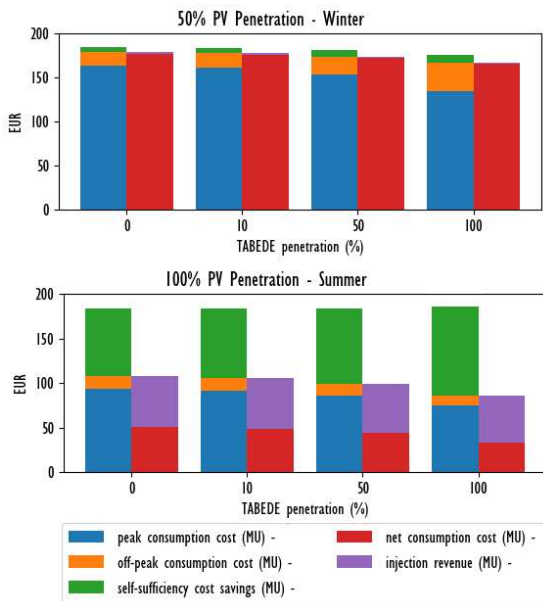 50% PV Penetration - Winter
200
150
100
50
0
EUR
0 10 50 100
TABEDE penetration (%)
100% PV Penetration - Summer
200
150
100
50
0
EUR
0 10 50 100
TABEDE penetration (%)
peak consumption cost (MU) -
off-peak consumption cost (MU) -
self-sufficiency cost savings (MU) -
net consumption cost (MU) -
injection revenue (MU) -